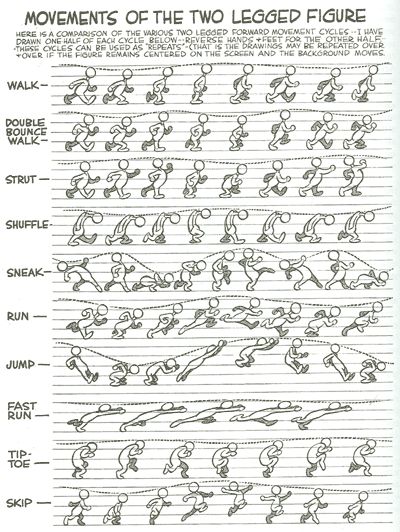 MOVEMENTS OF THE TWO LEGGED FIGURE
HERE IS A COMPARISON OF THE VARIOUS TWO LEGGED FORWARD MOVEMENT CYCLES -- I HAVE
DRAWN ONE HALF OF EACH CYCLE BELOW -- REVERSE HANDS + FEET FOR THE OTHER HALF -
- THESE CYCLES CAN BE USED AS "REPEATS" - (THAT IS THE DRAWINGS MAY BE REPEATED OVER
+ OVER IF THE FIGURE REMAINS CENTERED ON THE SCREEN AND THE BACKGROUND MOVES.
WALK -
DOUBLE
BOUNCE
WALK -
STRUT -
SHUFFLE -
SNEAK -
RUN -
JUMP -
FAST
RUN -
TIP-
TOE -
SKIP -